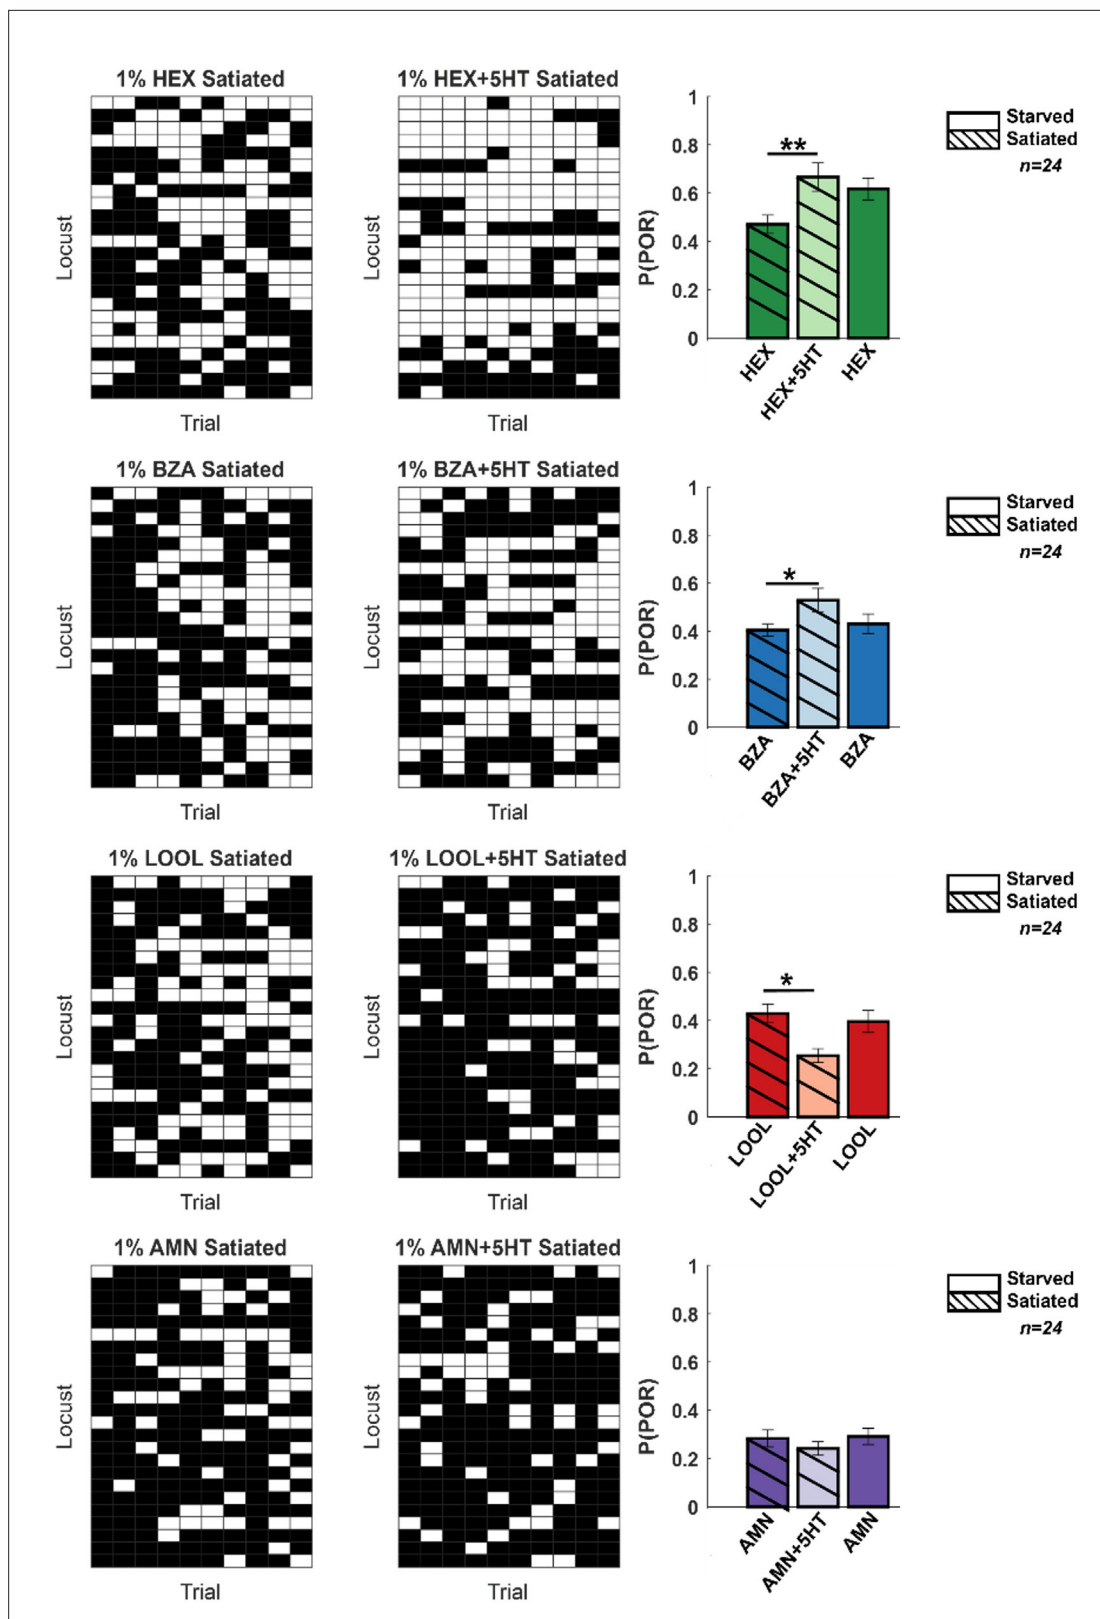 1% HEX Satiated
1% HEX+5HT Satiated
Locust
Trial
Locust
Trial
P(POR)
1
0.8
0.6
0.4
0.2
0
**
HEX
HEX+5HT
HEX
Starved
Satiated
n=24
1% BZA Satiated
1% BZA+5HT Satiated
Locust
Trial
Locust
Trial
P(POR)
1
0.8
0.6
0.4
0.2
0
*
BZA
BZA+5HT
BZA
Starved
Satiated
n=24
1% LOOL Satiated
1% LOOL+5HT Satiated
Locust
Trial
Locust
Trial
P(POR)
1
0.8
0.6
0.4
0.2
0
*
LOOL
LOOL+5HT
LOOL
Starved
Satiated
n=24
1% AMN Satiated
1% AMN+5HT Satiated
Locust
Trial
Locust
Trial
P(POR)
1
0.8
0.6
0.4
0.2
0
AMN
AMN+5HT
AMN
Starved
Satiated
n=24